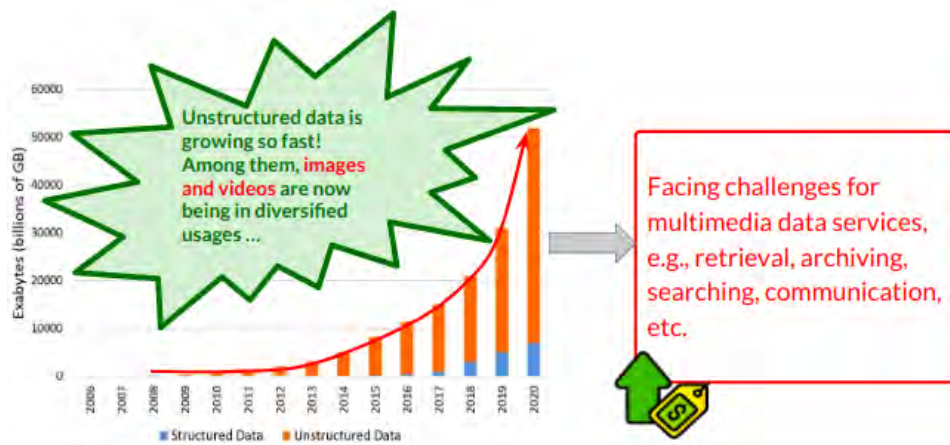 Unstructured data is
growing so fast!
Among them, images
and videos are now
being in diversified
usages ...
Exabytes (billions of GB)
60000
50000
40000
30000
20000
10000
0
2006
2007
2008
2009
2010
2011
2012
2013
2014
2015
2016
2017
2018
2019
2020
Structured Data
Unstructured Data
Facing challenges for
multimedia data services,
e.g., retrieval, archiving,
searching, communication,
etc.
$